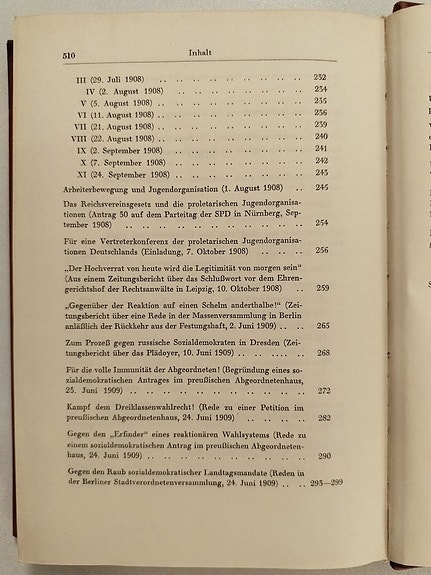 510 Inhalt
III (29. Juli 1908) .. .. .. .. .. .. .. .. .. .. 232
IV (2. August 1908) .. .. .. .. .. .. .. .. .. 234
V (5. August 1908) .. .. .. .. .. .. .. .. .. .. 235
VI (11. August 1908) .. .. .. .. .. .. .. .. .. 236
VII (21. August 1908) .. .. .. .. .. .. .. .. .. 239
VIII (22. August 1908) .. .. .. .. .. .. .. .. .. 240
IX (2. September 1908) .. .. .. .. .. .. .. .. 241
X (7. September 1908) .. .. .. .. .. .. .. .. 242
XI (24. September 1908) .. .. .. .. .. .. .. .. 243
Arbeiterbewegung und Jugendorganisation (1. August 1908) .. 245
Das Reichsvereinsgesetz und die proletarischen Jugendorganisa-
tionen (Antrag 50 auf dem Parteitag der SPD in Nürnberg, Sep-
tember 1908) .. .. .. .. .. .. .. .. .. .. .. 254
Für eine Vertreterkonferenz der proletarischen Jugendorganisa-
tionen Deutschlands (Einladung, 7. Oktober 1908) .. .. .. 256
„Der Hochverrat von heute wird die Legitimität von morgen sein“
(Aus einem Zeitungsbericht über das Schlußwort vor dem Ehren-
gerichtshof der Rechtsanwälte in Leipzig, 10. Oktober 1908) .. 259
„Gegenüber der Reaktion auf einen Schelm anderthalbe!“ (Zei-
tungsbericht über eine Rede in der Massenversammlung in Berlin
anläßlich der Rückkehr aus der Festungshaft, 2. Juni 1909) .. .. 265
Zum Prozeß gegen russische Sozialdemokraten in Dresden (Zei-
tungsbericht über das Plädoyer, 10. Juni 1909) .. .. .... .. 268
Für die volle Immunität der Abgeordneten! (Begründung eines so-
zialdemokratischen Antrages im preußischen Abgeordnetenhaus,
25. Juni 1909) .. .. .. .. .. .. .. .. .. .. .. 272
Kampf dem Dreiklassenwahlrecht! (Rede zu einer Petition im
preußischen Abgeordnetenhaus, 24. Juni 1909) .. .. .. .. 282
Gegen den „Erfinder“ eines reaktionären Wahlsystems (Rede zu
einem sozialdemokratischen Antrag im preußischen Abgeordneten-
haus, 24. Juni 1909) .. .. .. .. .. .. .. .. .. .. 290
Gegen den Raub sozialdemokratischer Landtagsmandate (Reden in
der Berliner Stadtverordnetenversammlung, 24. Juni 1909) .. .. 293—299